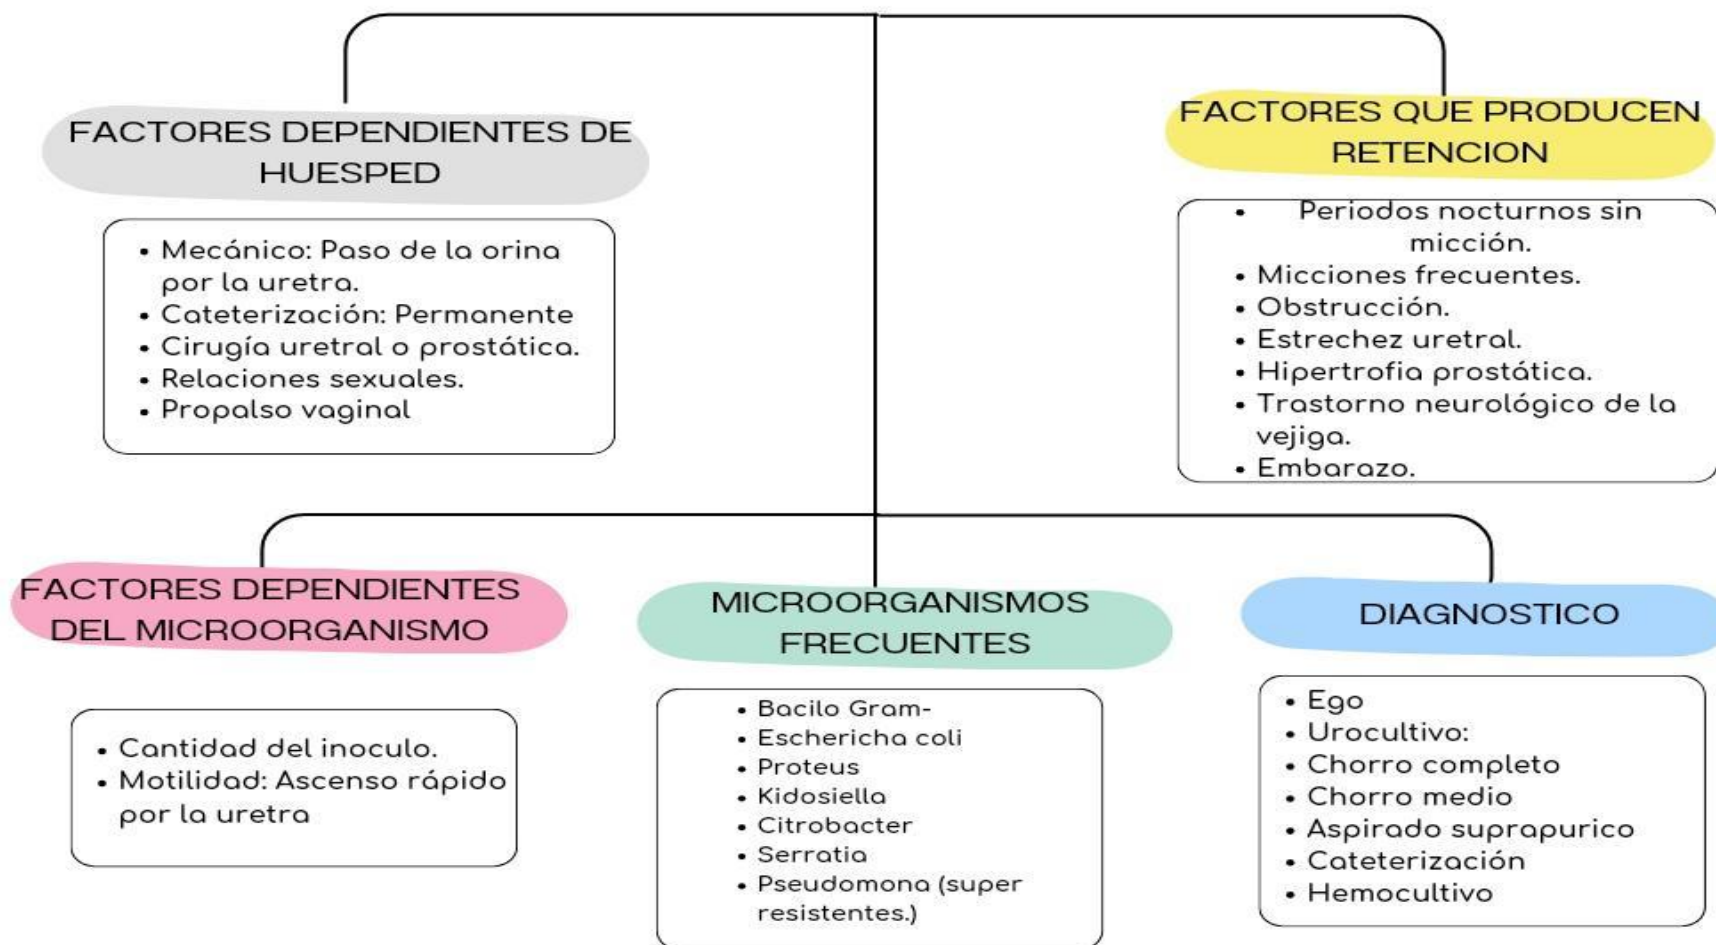 FACTORES DEPENDIENTES DE
HUESPED
• Mecánico: Paso de la orina
por la uretra.
• Cateterización: Permanente
• Cirugía uretral o prostática.
• Relaciones sexuales.
• Propalso vaginal
FACTORES QUE PRODUCEN
RETENCION
• Periodos nocturnos sin
micción.
• Micciones frecuentes.
• Obstrucción.
• Estrechez uretral.
• Hipertrofia prostática.
• Trastorno neurológico de la
vejiga.
• Embarazo.
FACTORES DEPENDIENTES
DEL MICROORGANISMO
• Cantidad del inoculo.
• Motilidad: Ascenso rápido
por la uretra
MICROORGANISMOS
FRECUENTES
• Bacilo Gram-
• Eschericha coli
• Proteus
• Kidosiella
• Citrobacter
• Serratia
• Pseudomona (super
resistentes.)
DIAGNOSTICO
• Ego
• Urocultivo:
• Chorro completo
• Chorro medio
• Aspirado suprapurico
• Cateterización
• Hemocultivo